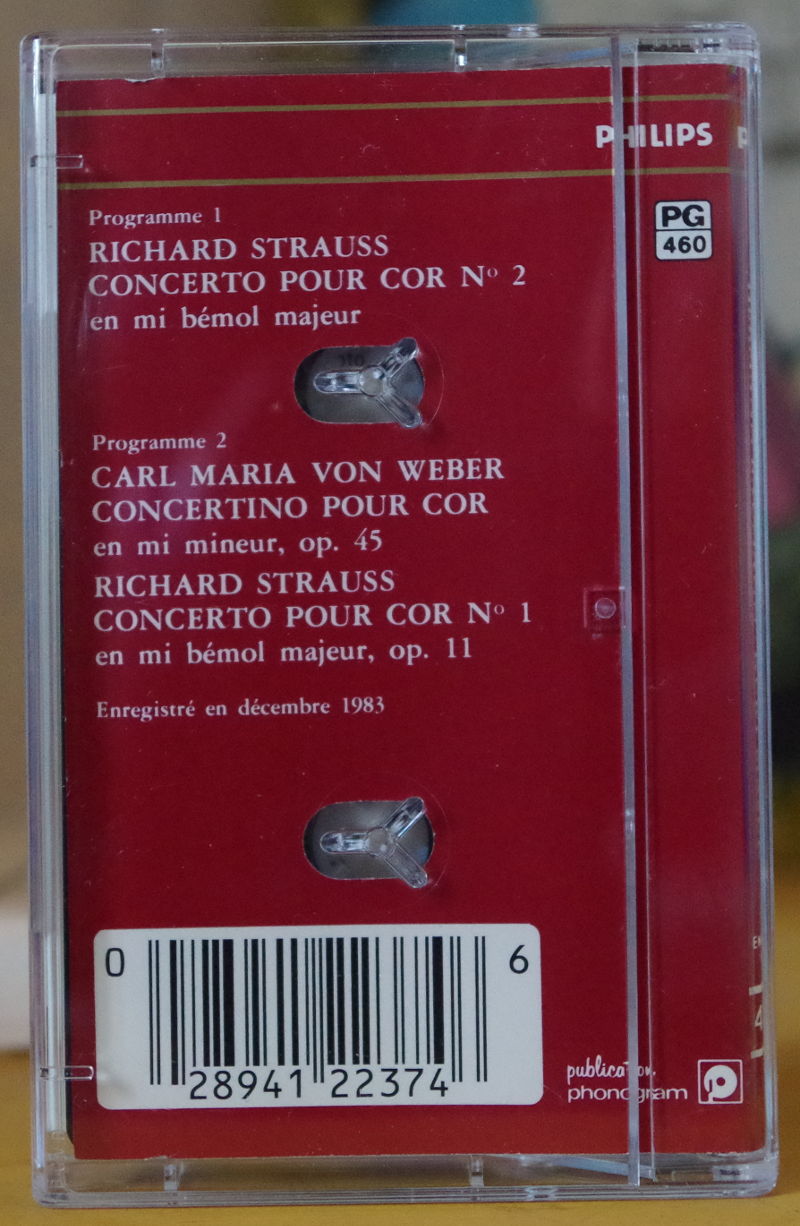 PHILIPS
PG
460
Programme 1
RICHARD STRAUSS
CONCERTO POUR COR Nº 2
en mi bémol majeur
Programme 2
CARL MARIA VON WEBER
CONCERTINO POUR COR
en mi mineur, op. 45
RICHARD STRAUSS
CONCERTO POUR COR Nº 1
en mi bémol majeur, op. 11
Enregistré en décembre 1983
0 28941 22374 6
publication
phonogram